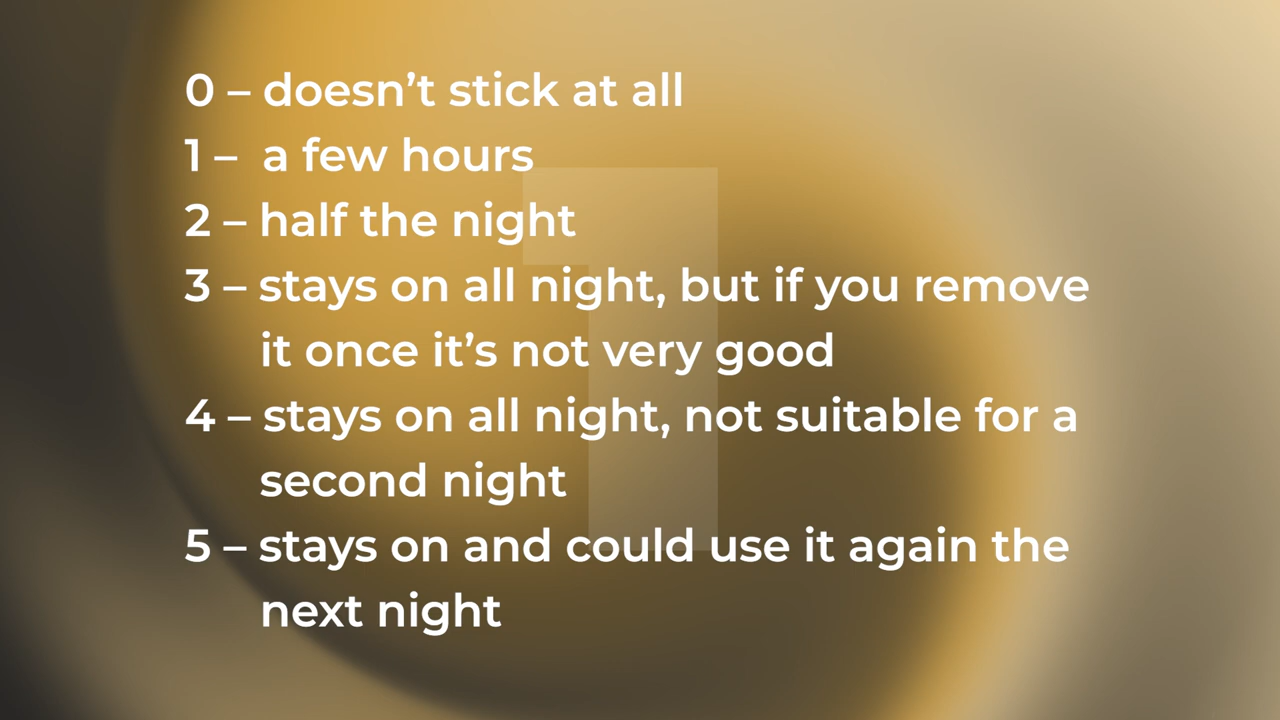 0 – doesn’t stick at all
1 – a few hours
2 – half the night
3 – stays on all night, but if you remove
it once it’s not very good
4 – stays on all night, not suitable for a
second night
5 – stays on and could use it again the
next night
1